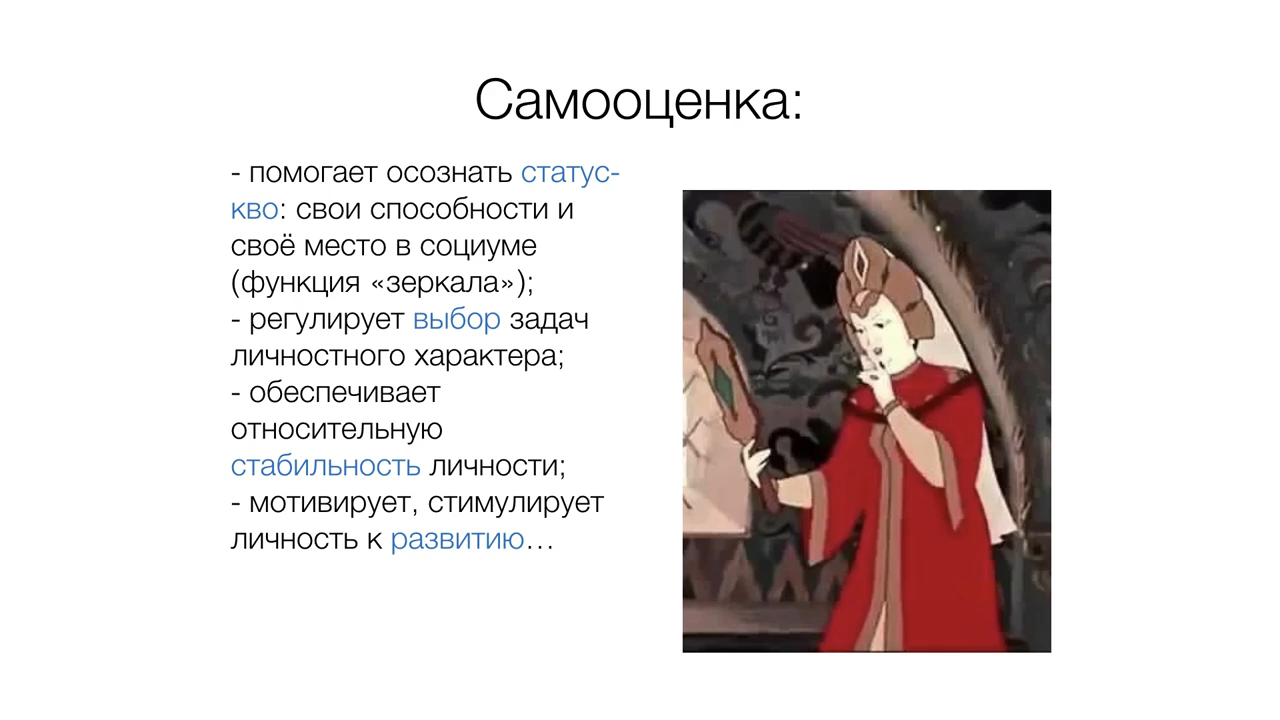 Самооценка:
- помогает осознать статус-
кво: свои способности и
своё место в социуме
(функция «зеркала»);
- регулирует выбор задач
личностного характера;
- обеспечивает
относительную
стабильность личности;
- мотивирует, стимулирует
личность к развитию…